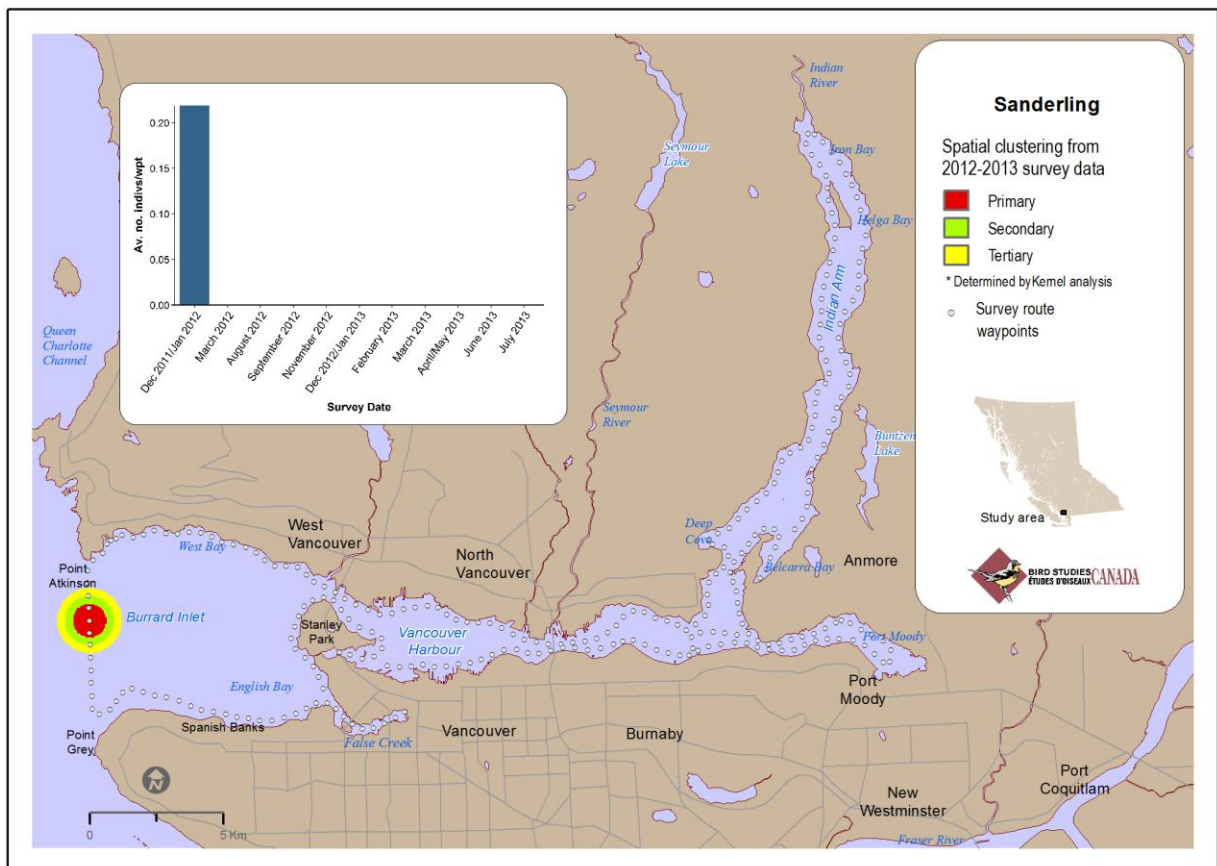 0.20
0.15
0.10
0.05
0.00
Av. no. indivs/wpt
Dec 2011/Jan 2012
March 2012
August 2012
September 2012
November 2012
Dec 2012/Jan 2013
February 2013
March 2013
April/May 2013
June 2013
July 2013
Survey Date
Sanderling
Spatial clustering from
2012-2013 survey data
Primary
Secondary
Tertiary
* Determined by Kernel analysis
Survey route
waypoints
Study area
BIRD STUDIES
ÉTUDES D'OISEAUX
CANADA
Indian
River
Iron Bay
Helga Bay
Indian Arm
Seymour
Lake
Seymour
River
Buntzen
Lake
Queen
Charlotte
Channel
Deep
Cove
Belcarra Bay
Anmore
West Bay
West
Vancouver
North
Vancouver
Point
Atkinson
Burrard Inlet
Stanley
Park
Vancouver
Harbour
Port Moody
Port
Moody
English Bay
Spanish Banks
Point
Grey
False Creek
Vancouver
Burnaby
New
Westminster
Port
Coquitlam
Fraser River
N
0
5 Km